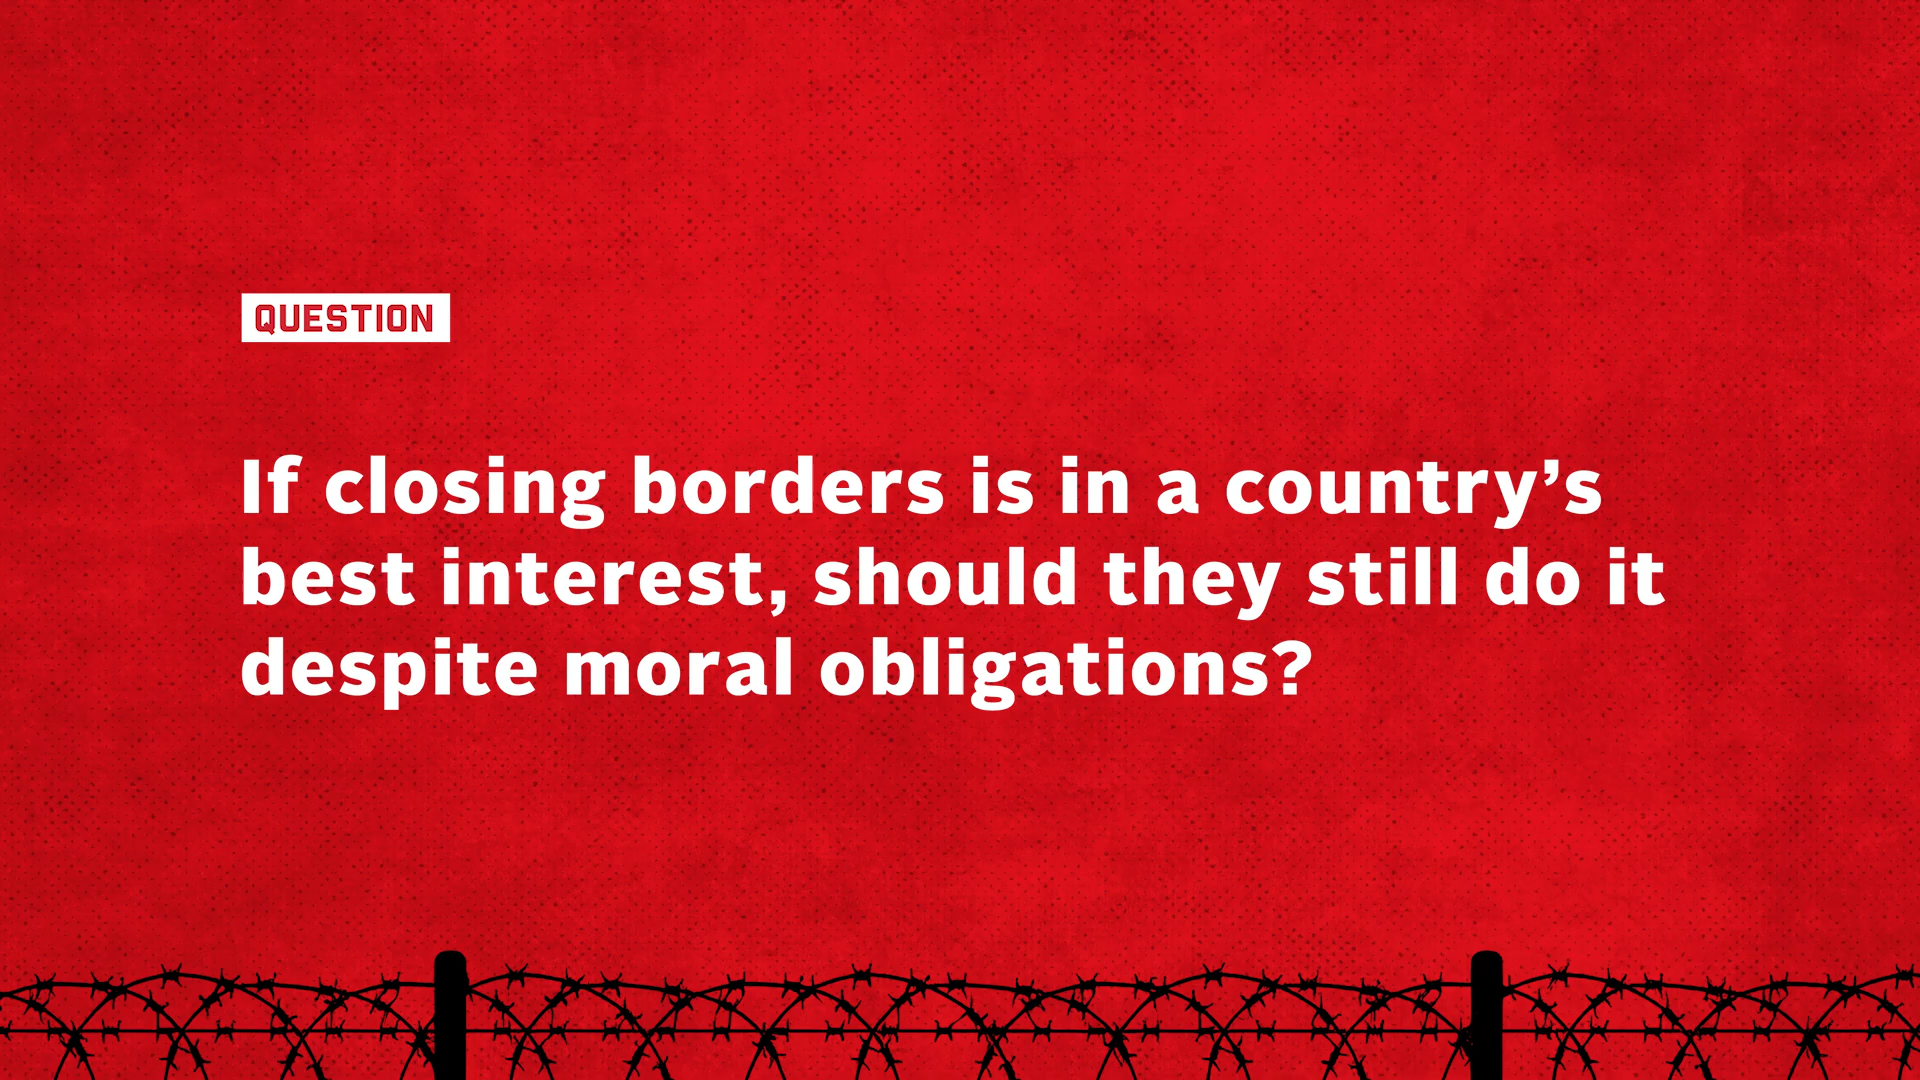 QUESTION
If closing borders is in a country’s
best interest, should they still do it
despite moral obligations?